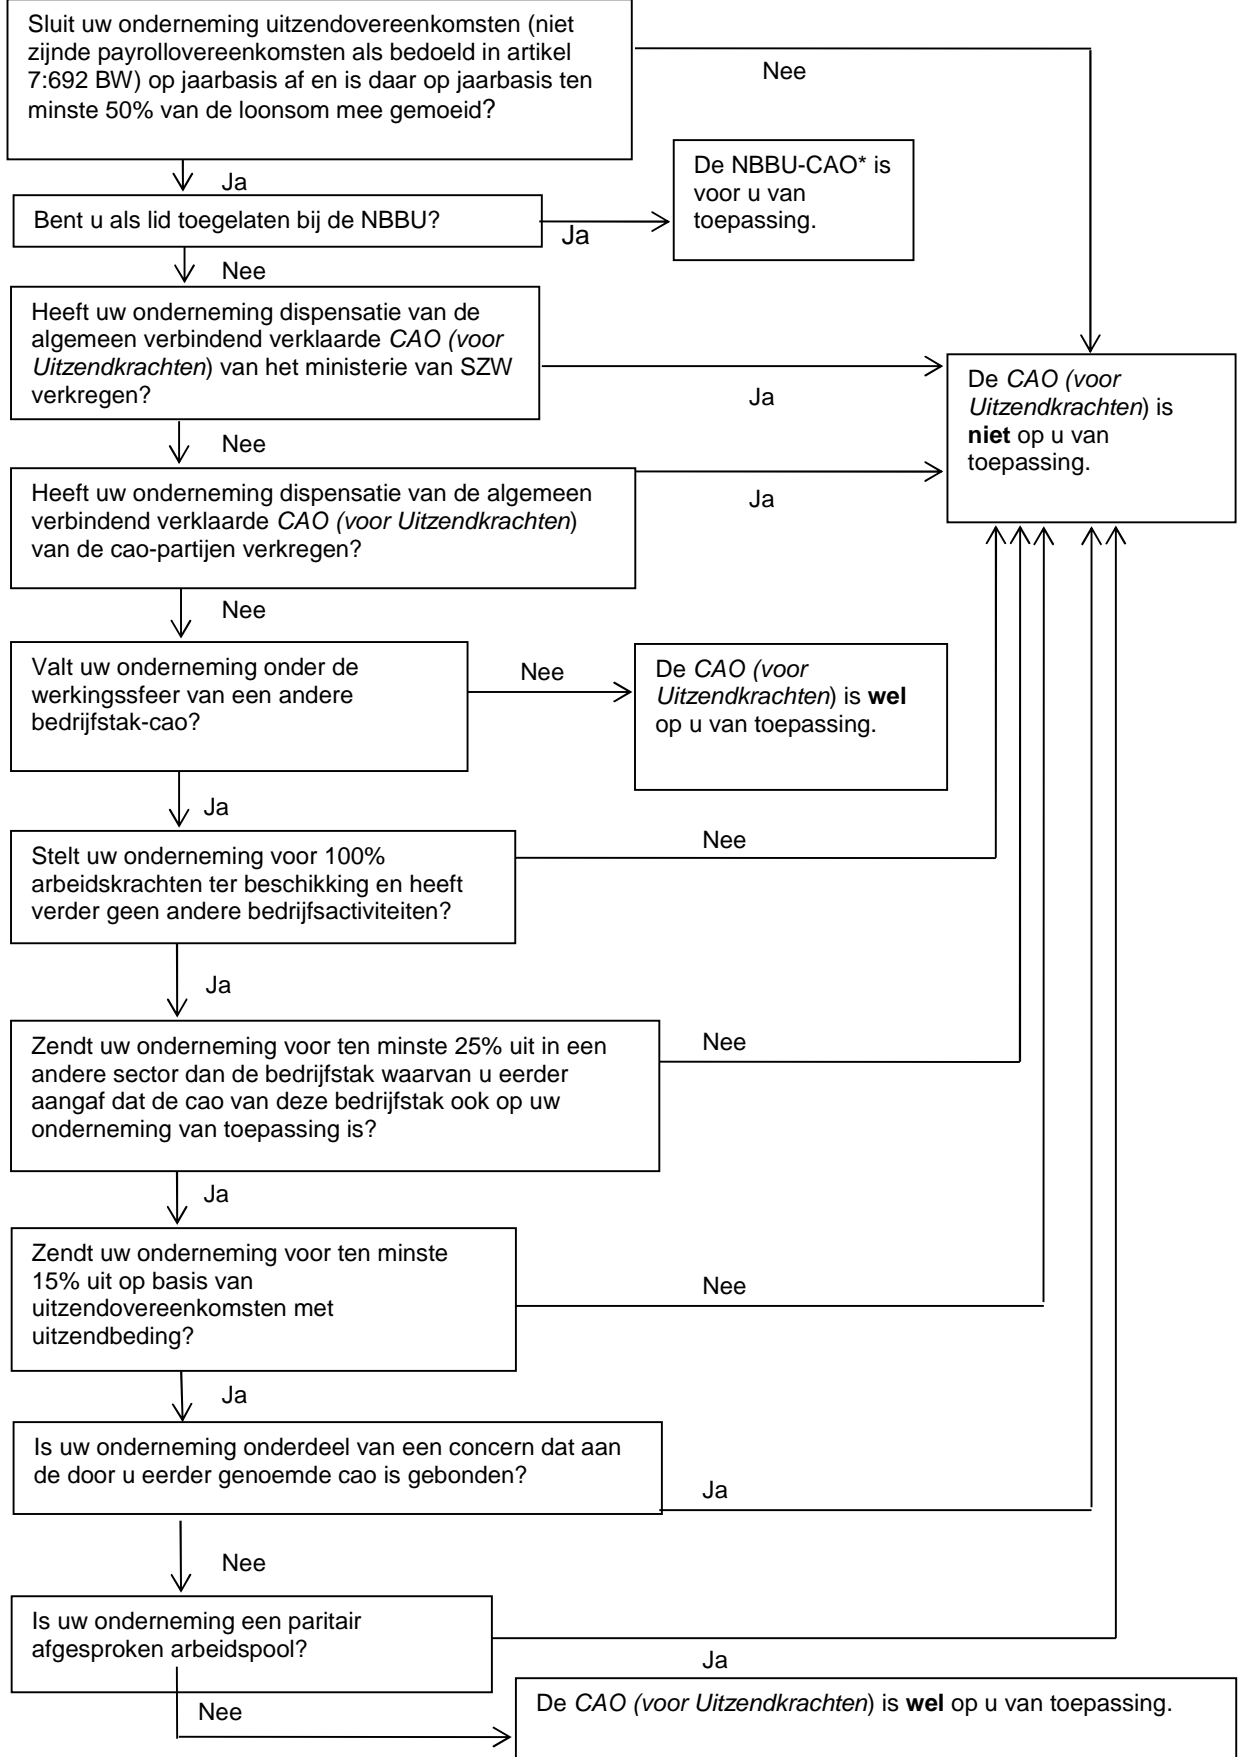 Sluit uw onderneming uitzendovereenkomsten (niet
zijnde payrollovereenkomsten als bedoeld in artikel
7:692 BW) op jaarbasis af en is daar op jaarbasis ten
minste 50% van de loonsom mee gemoeid?
Nee
Ja
De NBBU-CAO* is
voor u van
toepassing.
Bent u als lid toegelaten bij de NBBU?
Ja
Nee
Heeft uw onderneming dispensatie van de
algemeen verbindend verklaarde CAO (voor
Uitzendkrachten) van het ministerie van SZW
verkregen?
Ja
De CAO (voor
Uitzendkrachten) is
niet op u van
toepassing.
Nee
Heeft uw onderneming dispensatie van de algemeen
verbindend verklaarde CAO (voor Uitzendkrachten)
van de cao-partijen verkregen?
Ja
Nee
Valt uw onderneming onder de
werkingssfeer van een andere
bedrijfstak-cao?
Nee
De CAO (voor
Uitzendkrachten) is wel
op u van toepassing.
Ja
Stelt uw onderneming voor 100%
arbeidskrachten ter beschikking en heeft
verder geen andere bedrijfsactiviteiten?
Nee
Ja
Zendt uw onderneming voor ten minste 25% uit in een
andere sector dan de bedrijfstak waarvan u eerder
aangaf dat de cao van deze bedrijfstak ook op uw
onderneming van toepassing is?
Nee
Ja
Zendt uw onderneming voor ten minste
15% uit op basis van
uitzendovereenkomsten met
uitzendbeding?
Nee
Ja
Is uw onderneming onderdeel van een concern dat aan
de door u eerder genoemde cao is gebonden?
Ja
Nee
Is uw onderneming een paritair
afgesproken arbeidspool?
Ja
Nee
De CAO (voor Uitzendkrachten) is wel op u van toepassing.